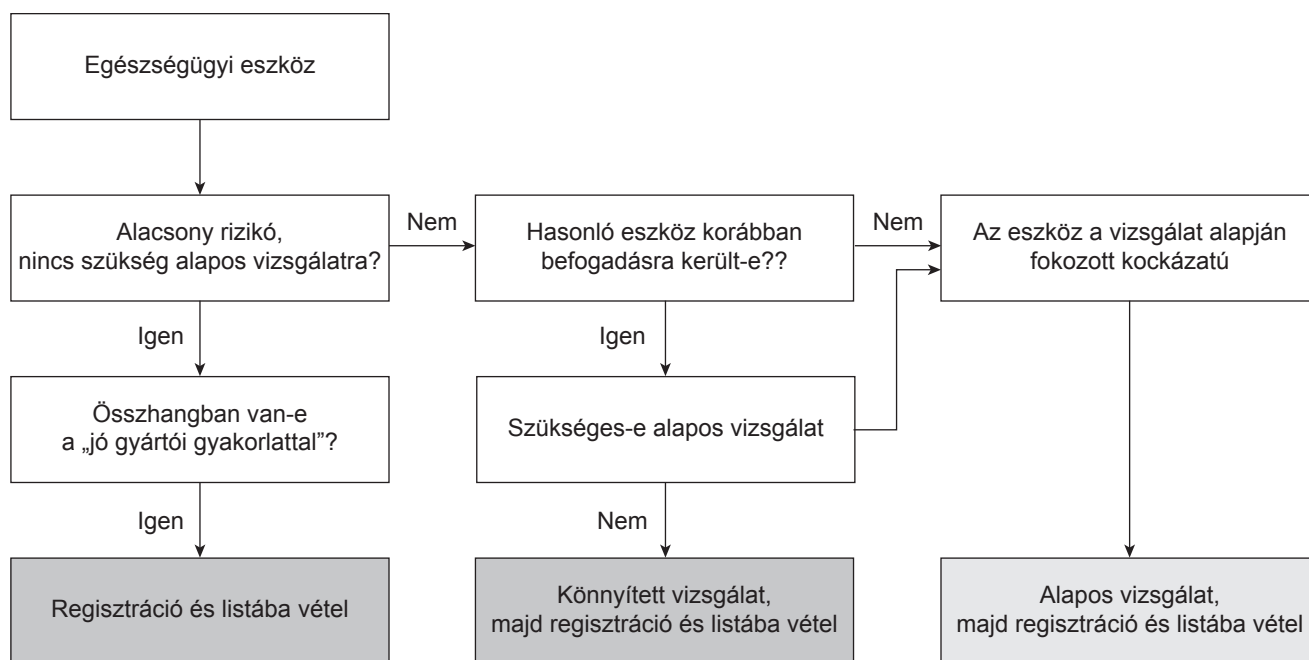 Egészségügyi eszköz
Alacsony rizikó,
nincs szükség alapos vizsgálatra?
Nem
Hasonló eszköz korábban
befogadásra került-e??
Nem
Az eszköz a vizsgálat alapján
fokozott kockázatú
Igen
Igen
Összhangban van-e
a „jó gyártói gyakorlattal”?
Szükséges-e alapos vizsgálat
Igen
Nem
Regisztráció és listába vétel
Könnyített vizsgálat,
majd regisztráció és listába vétel
Alapos vizsgálat,
majd regisztráció és listába vétel